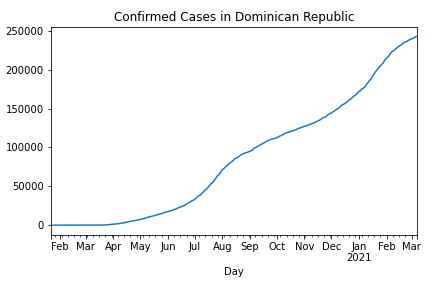 Confirmed Cases in Dominican Republic
250000
200000
150000
100000
50000
0
Feb Mar Apr May Jun Jul Aug Sep Oct Nov Dec Jan Feb Mar
2021
Day